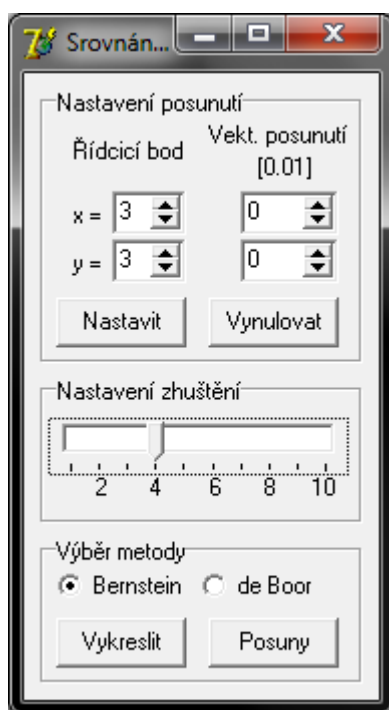 Srovnán...
Nastavení posunutí
Řídcicí bod
Vekt. posunutí
[0.01]
x = 3 0
y = 3 0
Nastavit Vynulovat
Nastavení zhuštění
2 4 6 8 10
Výběr metody
Bernstein de Boor
Vykreslit Posuny